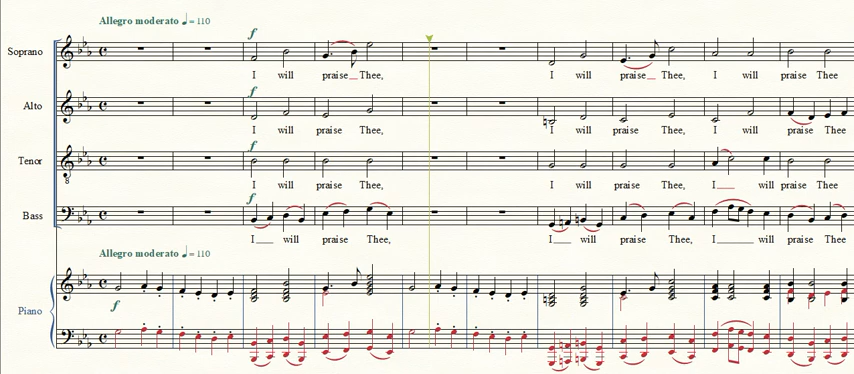 Allegro moderato ♩= 110
f
Soprano
I will praise Thee, I will praise Thee, I will praise Thee
f
Alto
I will praise Thee, I will praise Thee, I will praise Thee
f
Tenor
8
I will praise Thee, I will praise Thee, I will praise Thee
f
Bass
I will praise Thee, I will praise Thee, I will praise Thee
Allegro moderato ♩= 110
f
Piano